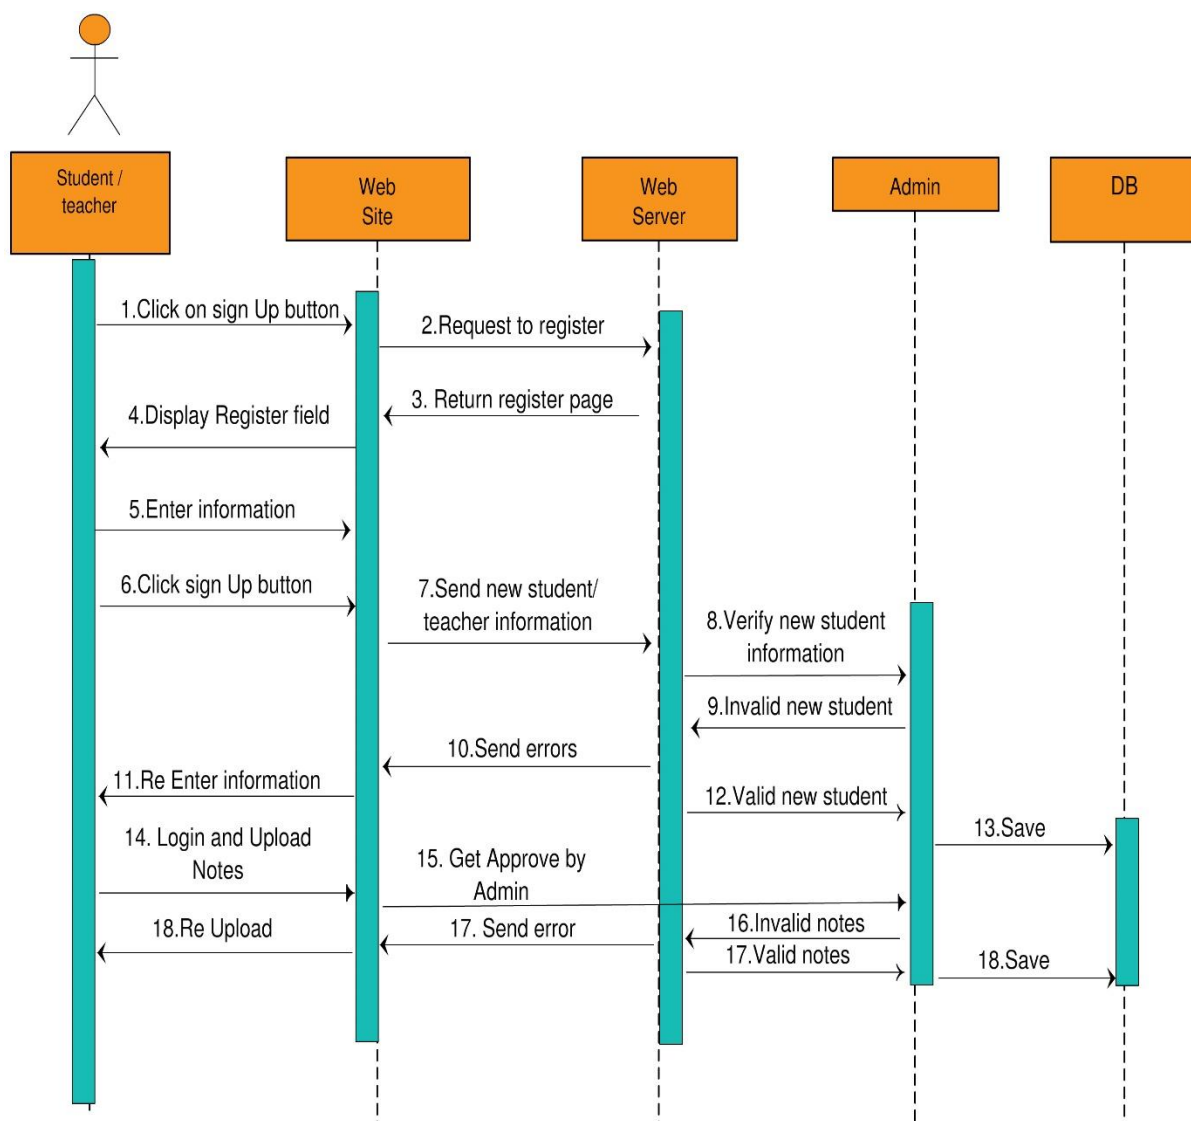 Student /
teacher
Web
Site
Web
Server
Admin
DB
1.Click on sign Up button
2.Request to register
3. Return register page
4.Display Register field
5.Enter information
6.Click sign Up button
7.Send new student/
teacher information
8.Verify new student
information
9.Invalid new student
10.Send errors
11.Re Enter information
12.Valid new student
13.Save
14. Login and Upload
Notes
15. Get Approve by
Admin
16.Invalid notes
17. Send error
18.Re Upload
17.Valid notes
18.Save